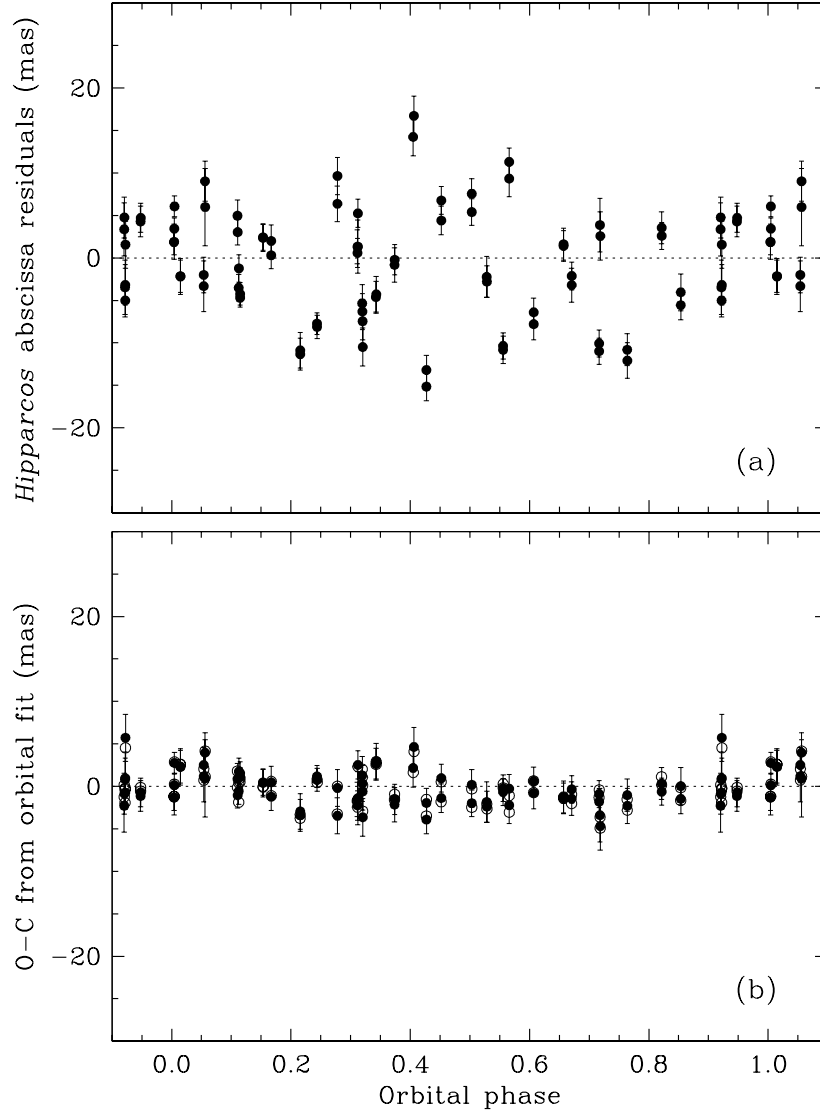 Hipparcos abscissa residuals (mas)
20
0
−20
(a)
O−C from orbital fit (mas)
20
0
−20
(b)
0.0 0.2 0.4 0.6 0.8 1.0
Orbital phase